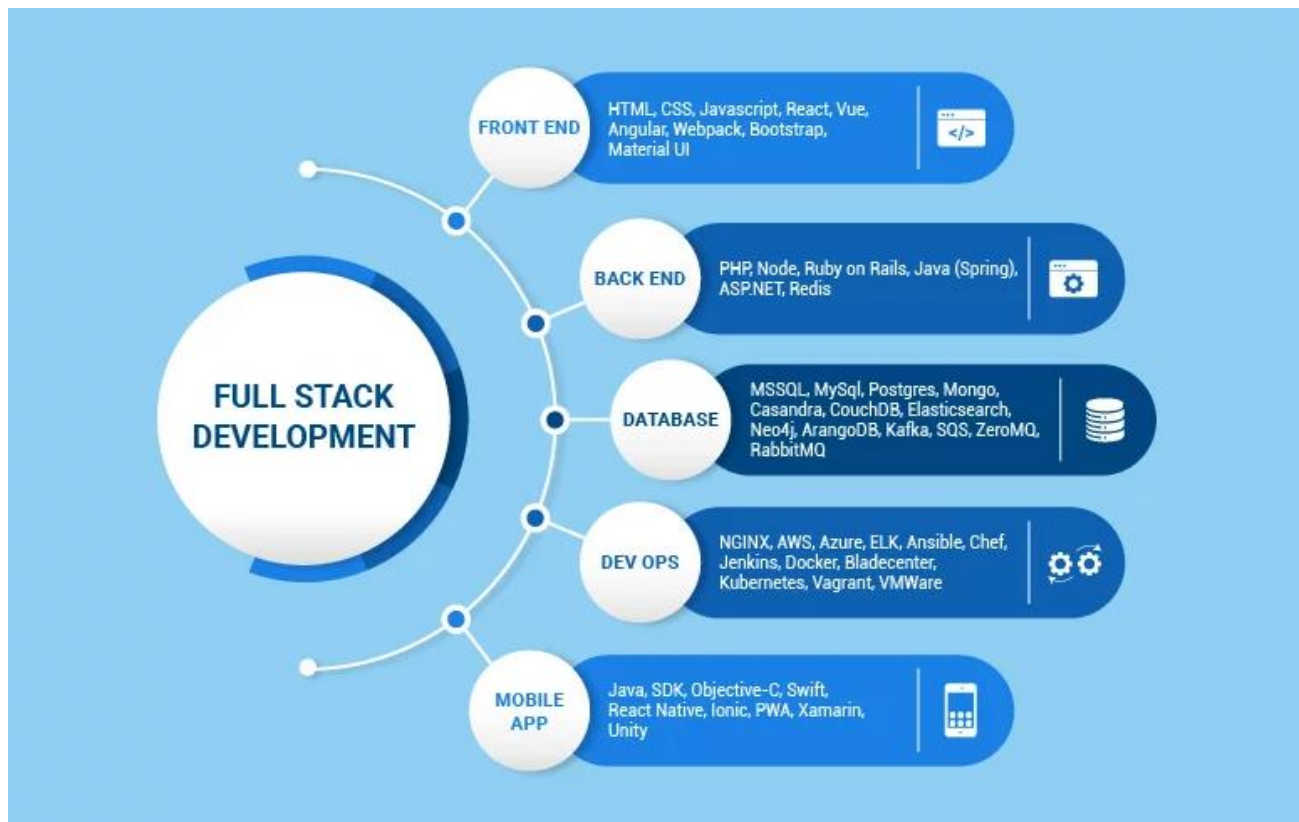 FULL STACK
DEVELOPMENT
FRONT END
HTML, CSS, Javascript, React, Vue,
Angular, Webpack, Bootstrap,
Material UI
</>
BACK END
PHP, Node, Ruby on Rails, Java (Spring),
ASP.NET, Redis
DATABASE
MSSQL, MySql, Postgres, Mongo,
Casandra, CouchDB, Elasticsearch,
Neo4j, ArangoDB, Kafka, SQS, ZeroMQ,
RabbitMQ
DEV OPS
NGINX, AWS, Azure, ELK, Ansible, Chef,
Jenkins, Docker, Bladecenter,
Kubernetes, Vagrant, VMWare
MOBILE
APP
Java, SDK, Objective-C, Swift,
React Native, Ionic, PWA, Xamarin,
Unity